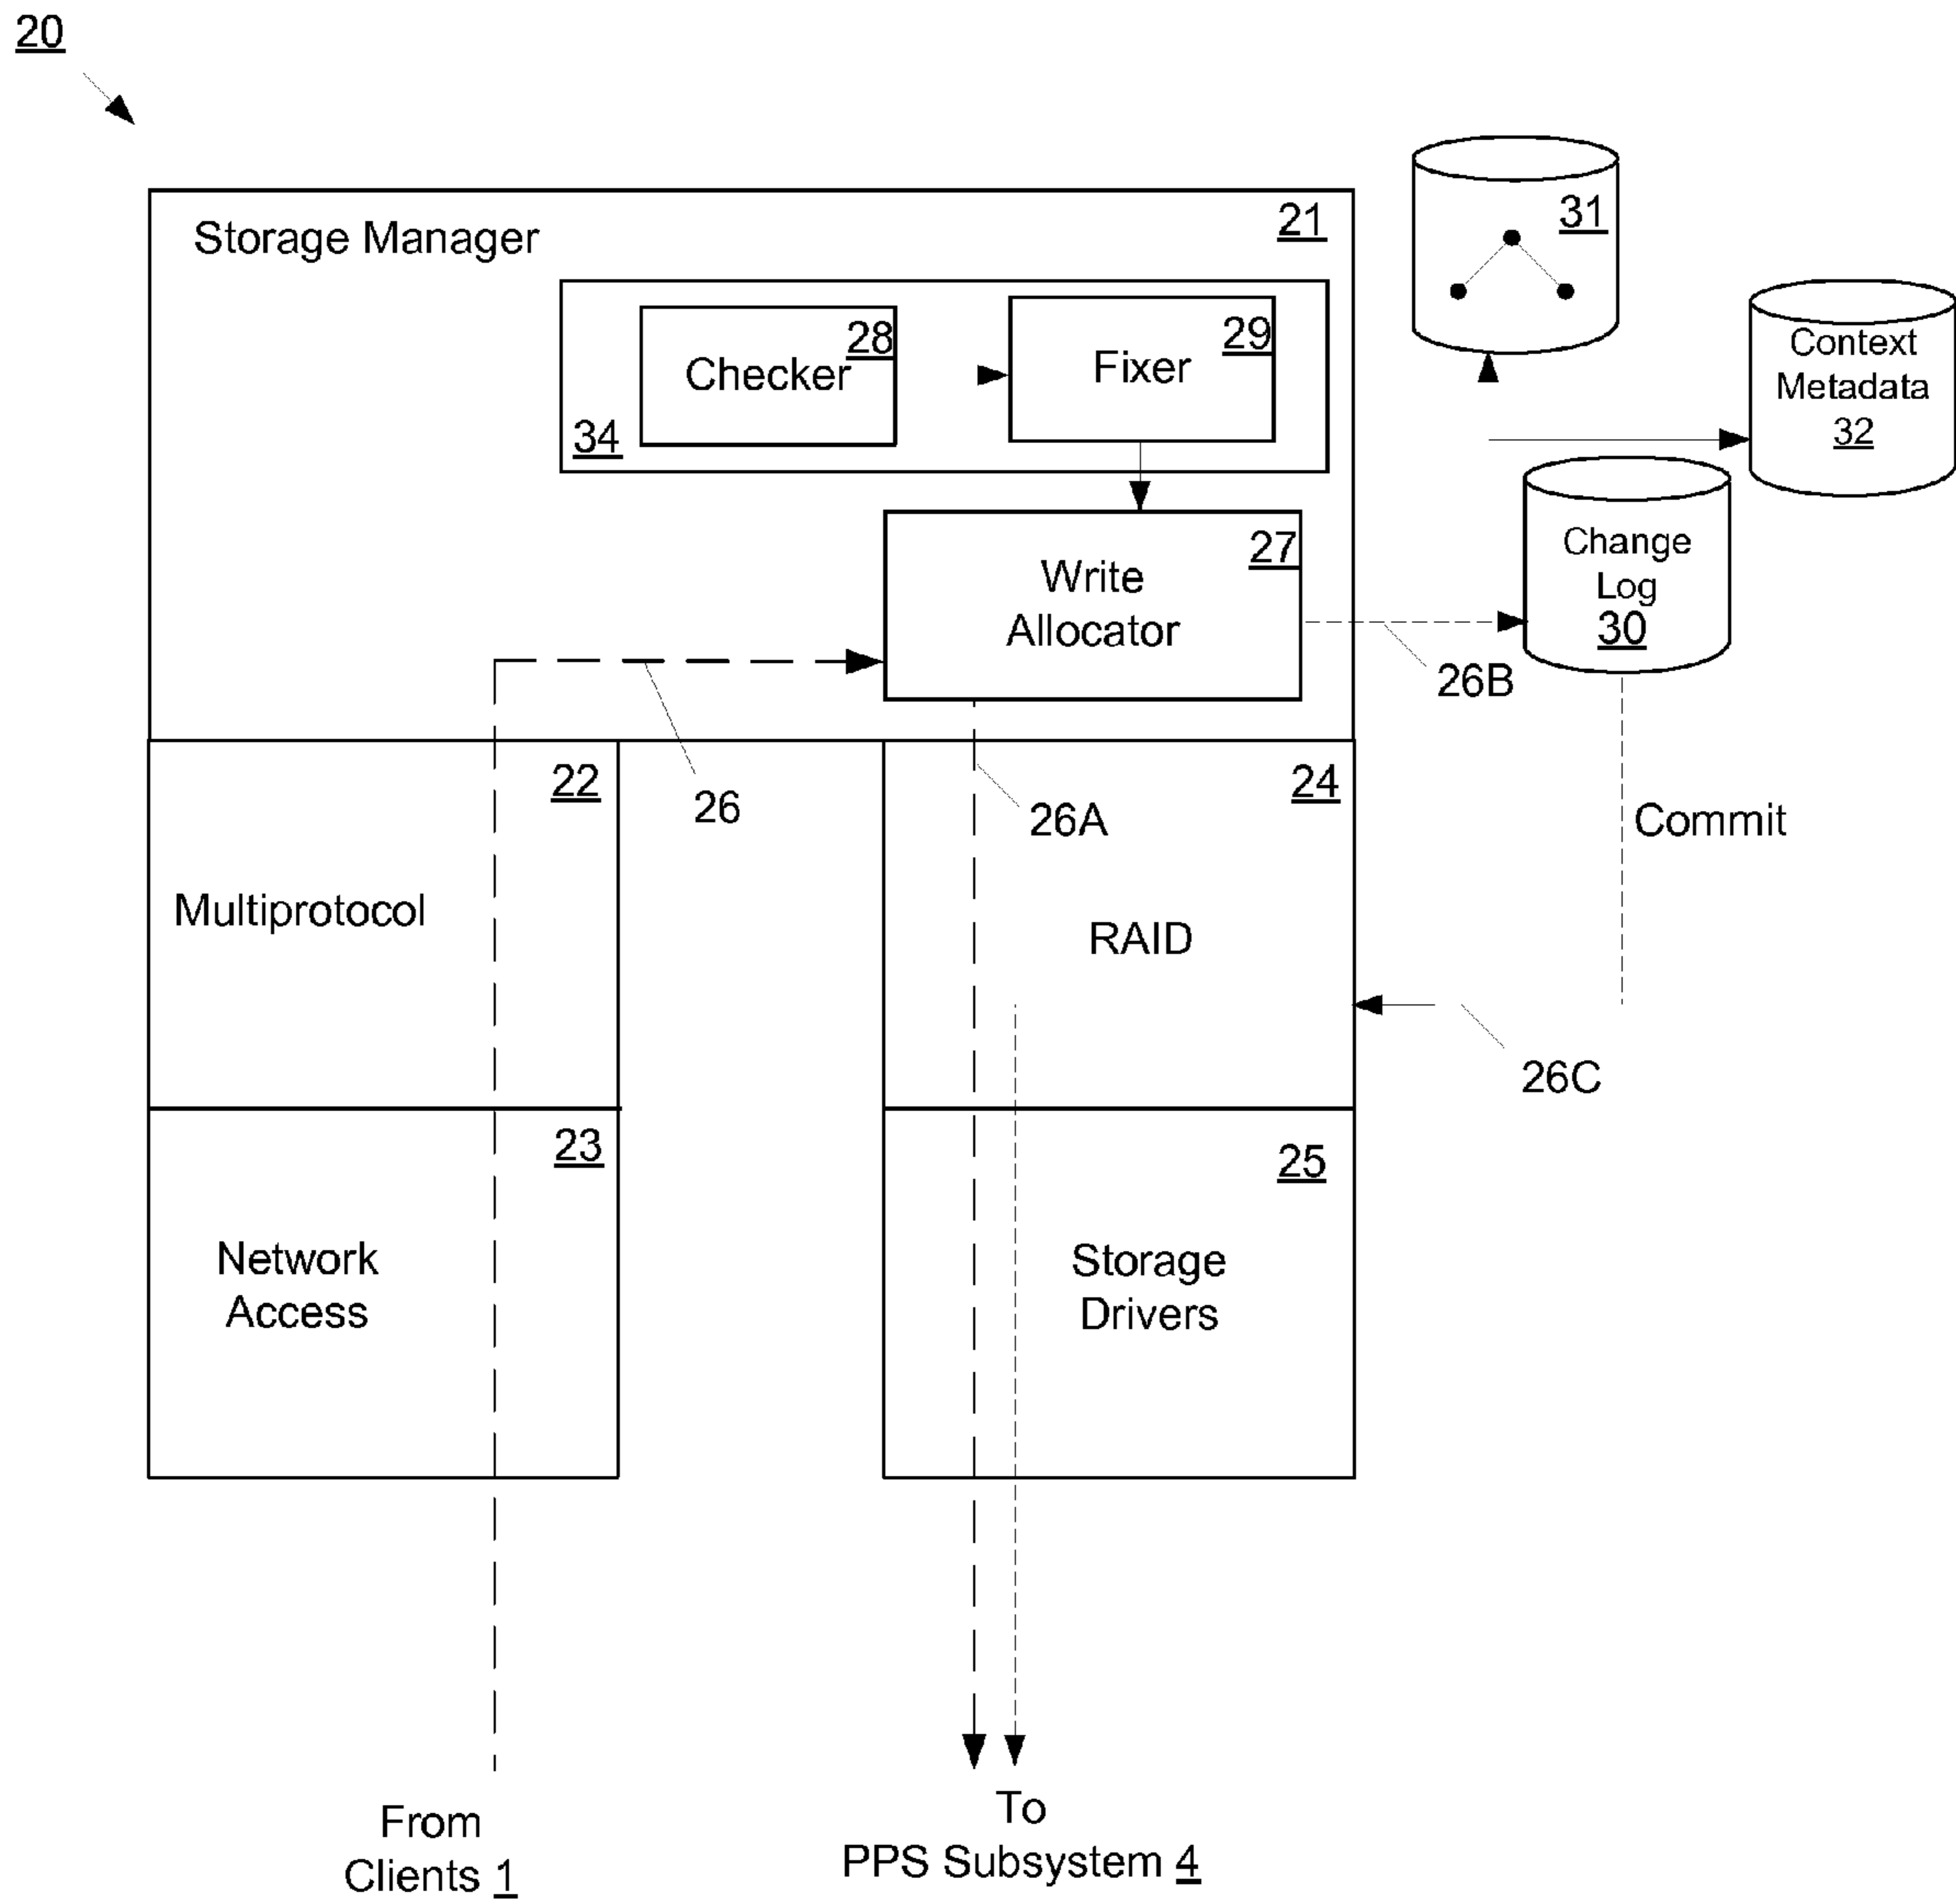 20
Storage Manager
21
31
Checker
28
Fixer
29
34
Context
Metadata
32
Write
Allocator
27
Change
Log
30
26B
26
22
26A
24
Commit
Multiprotocol
RAID
26C
23
25
Network
Access
Storage
Drivers
From
Clients 1
To
PPS Subsystem 4